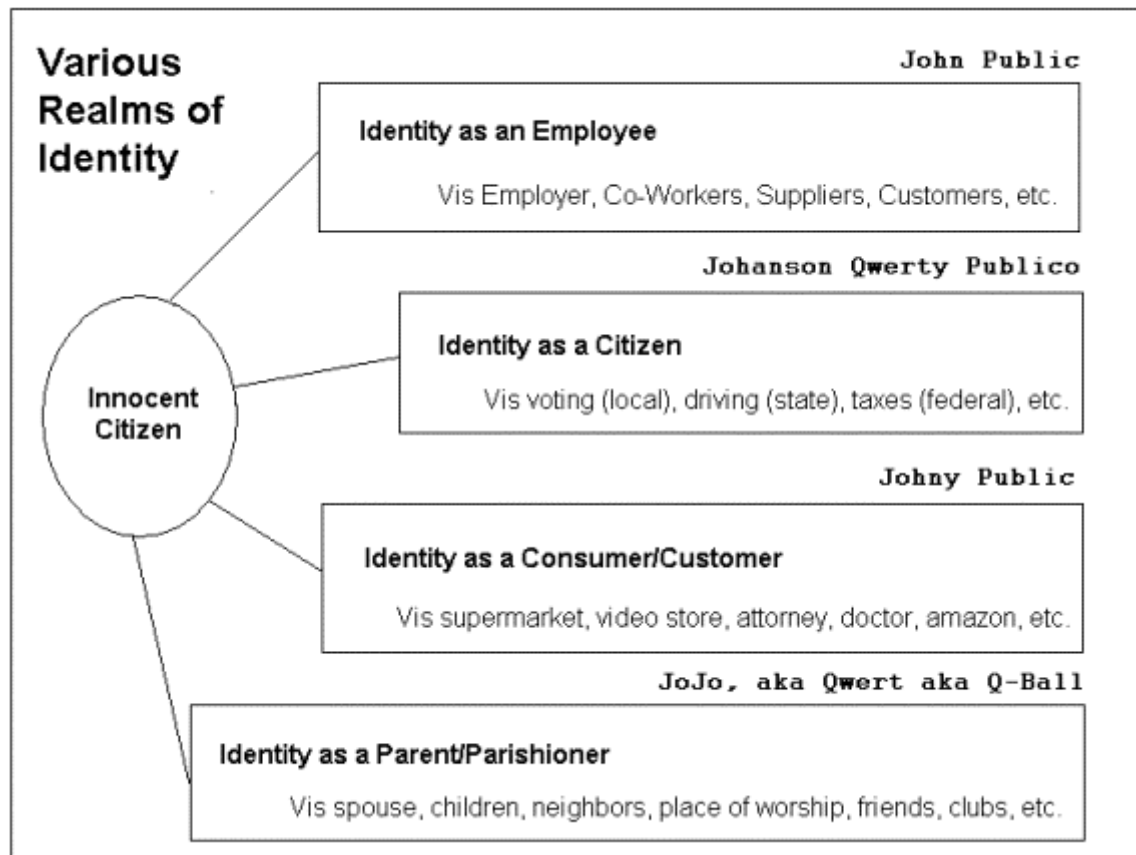 Various
Realms of
Identity
John Public
Identity as an Employee
Vis Employer, Co-Workers, Suppliers, Customers, etc.
Johanson Qwerty Publico
Identity as a Citizen
Vis voting (local), driving (state), taxes (federal), etc.
Innocent
Citizen
Johny Public
Identity as a Consumer/Customer
Vis supermarket, video store, attorney, doctor, amazon, etc.
JoJo, aka Qwert aka Q-Ball
Identity as a Parent/Parishioner
Vis spouse, children, neighbors, place of worship, friends, clubs, etc.